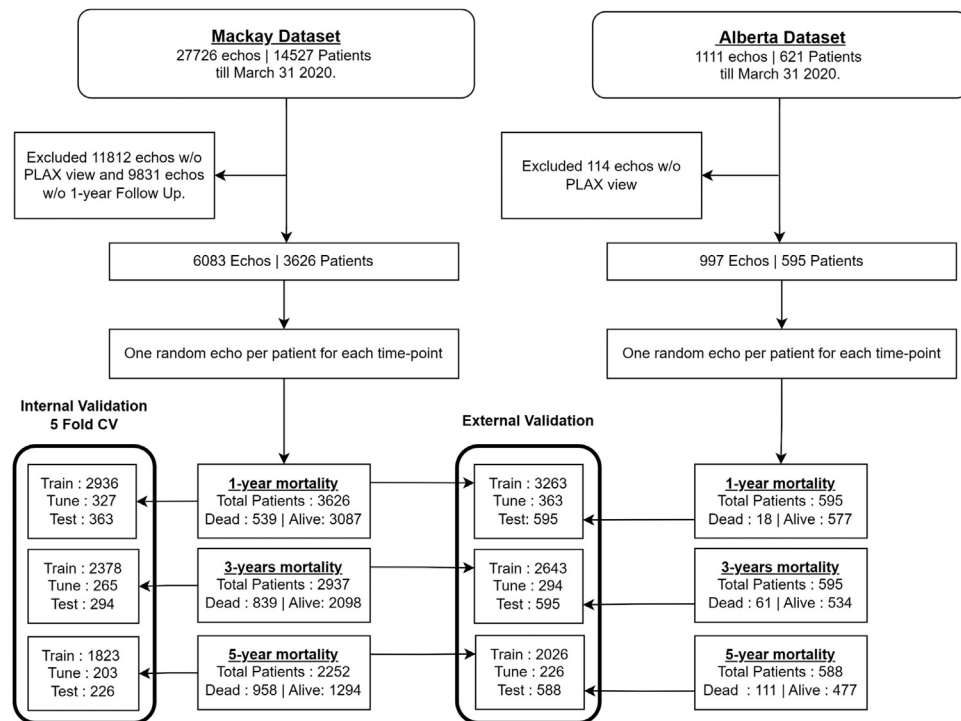 Mackay Dataset
27726 echos | 14527 Patients
till March 31 2020.
Alberta Dataset
1111 echos | 621 Patients
till March 31 2020.
Excluded 11812 echos w/o
PLAX view and 9831 echos
w/o 1-year Follow Up.
Excluded 114 echos w/o
PLAX view
6083 Echos | 3626 Patients
997 Echos | 595 Patients
One random echo per patient for each time-point
One random echo per patient for each time-point
Internal Validation
5 Fold CV
External Validation
Train : 2936
Tune : 327
Test : 363
1-year mortality
Total Patients : 3626
Dead : 539 | Alive: 3087
Train : 3263
Tune : 363
Test: 595
1-year mortality
Total Patients : 595
Dead : 18 | Alive : 577
Train : 2378
Tune : 265
Test : 294
3-years mortality
Total Patients : 2937
Dead : 839 | Alive: 2098
Train : 2643
Tune : 294
Test : 595
3-years mortality
Total Patients : 595
Dead : 61 | Alive : 534
Train : 1823
Tune : 203
Test : 226
5-year mortality
Total Patients : 2252
Dead : 958 | Alive : 1294
Train : 2026
Tune : 226
Test : 588
5-year mortality
Total Patients : 588
Dead : 111 | Alive : 477